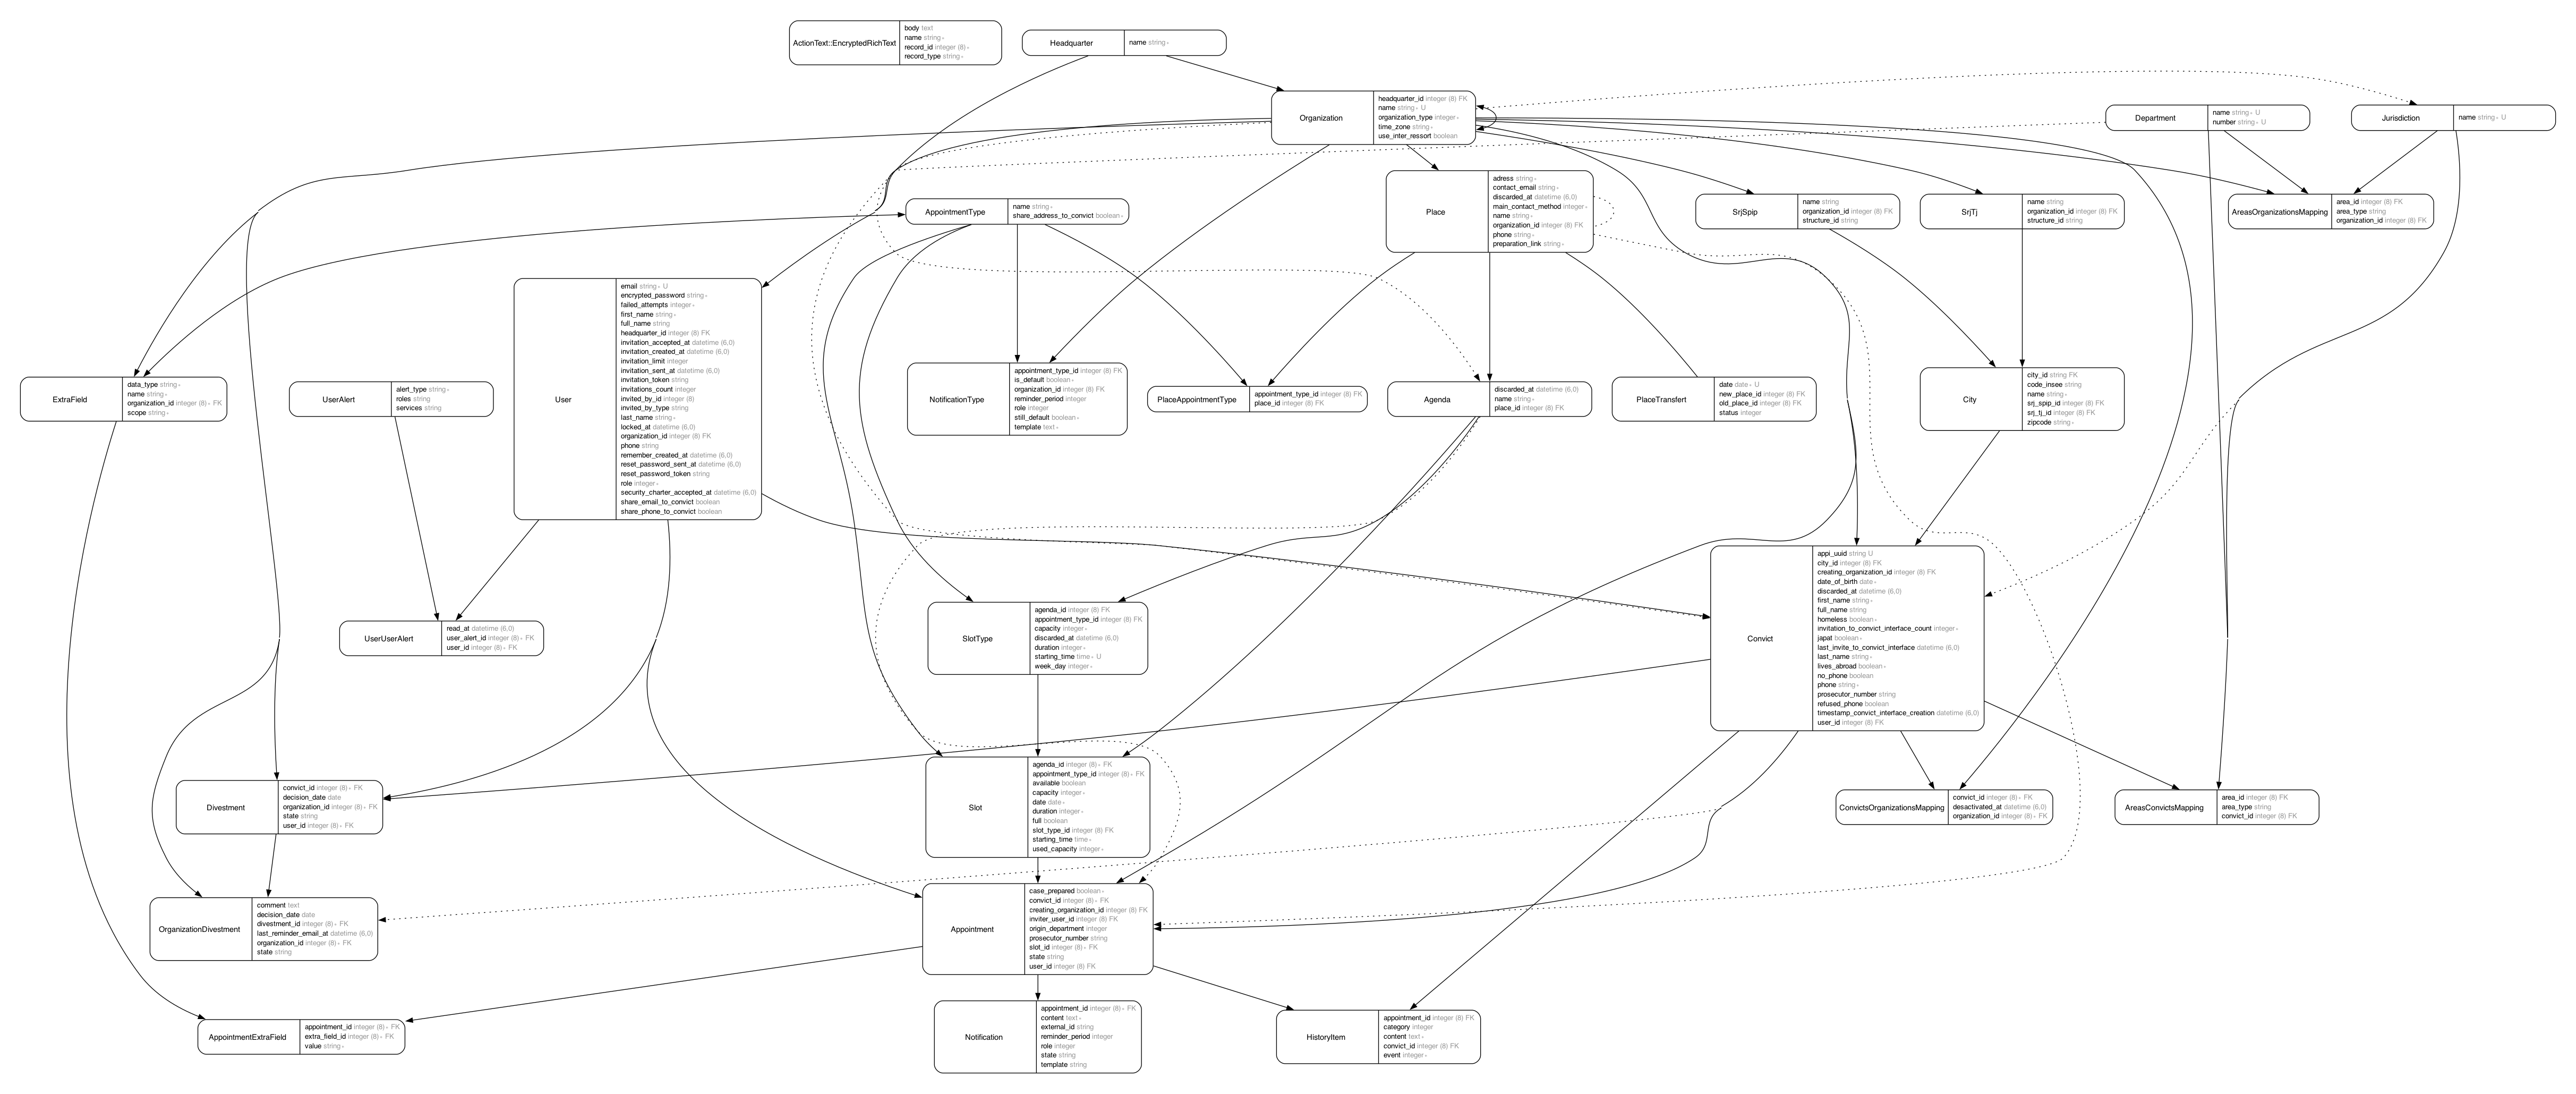 ActionText::EncryptedRichText
body text
name string *
record_id integer (8) *
record_type string *
Headquarter
name string *
Organization
headquarter_id integer (8) FK
name string * U
organization_type integer *
time_zone string *
use_inter_ressort boolean
Department
name string * U
number string * U
Jurisdiction
name string * U
AppointmentType
name string *
share_address_to_convict boolean *
Place
adress string *
contact_email string *
discarded_at datetime (6,0)
main_contact_method integer *
name string *
organization_id integer (8) FK
phone string *
preparation_link string *
SrjSpip
name string
organization_id integer (8) FK
structure_id string
SrjTj
name string
organization_id integer (8) FK
structure_id string
AreasOrganizationsMapping
area_id integer (8) FK
area_type string
organization_id integer (8) FK
ExtraField
data_type string *
name string *
organization_id integer (8) * FK
scope string *
UserAlert
alert_type string *
roles string
services string
User
email string * U
encrypted_password string *
failed_attempts integer *
first_name string *
full_name string
headquarter_id integer (8) FK
invitation_accepted_at datetime (6,0)
invitation_created_at datetime (6,0)
invitation_limit integer
invitation_sent_at datetime (6,0)
invitation_token string
invitations_count integer
invited_by_id integer (8)
invited_by_type string
last_name string *
locked_at datetime (6,0)
organization_id integer (8) FK
phone string
remember_created_at datetime (6,0)
reset_password_sent_at datetime (6,0)
reset_password_token string
role integer *
security_charter_accepted_at datetime (6,0)
share_email_to_convict boolean
share_phone_to_convict boolean
NotificationType
appointment_type_id integer (8) FK
is_default boolean *
organization_id integer (8) FK
reminder_period integer
role integer
still_default boolean *
template text *
PlaceAppointmentType
appointment_type_id integer (8) FK
place_id integer (8) FK
Agenda
discarded_at datetime (6,0)
name string *
place_id integer (8) FK
PlaceTransfert
date date * U
new_place_id integer (8) FK
old_place_id integer (8) FK
status integer
City
city_id string FK
code_insee string
name string *
srj_spip_id integer (8) FK
srj_tj_id integer (8) FK
zipcode string *
UserUserAlert
read_at datetime (6,0)
user_alert_id integer (8) * FK
user_id integer (8) * FK
SlotType
agenda_id integer (8) FK
appointment_type_id integer (8) FK
capacity integer *
discarded_at datetime (6,0)
duration integer *
starting_time time * U
week_day integer *
Convict
appi_uuid string U
city_id integer (8) FK
creating_organization_id integer (8) FK
date_of_birth date *
discarded_at datetime (6,0)
first_name string *
full_name string
homeless boolean *
invitation_to_convict_interface_count integer *
japat boolean *
last_invite_to_convict_interface datetime (6,0)
last_name string *
lives_abroad boolean *
no_phone boolean
phone string *
prosecutor_number string
refused_phone boolean
timestamp_convict_interface_creation datetime (6,0)
user_id integer (8) FK
Divestment
convict_id integer (8) * FK
decision_date date
organization_id integer (8) * FK
state string
user_id integer (8) * FK
Slot
agenda_id integer (8) * FK
appointment_type_id integer (8) * FK
available boolean
capacity integer
date date *
duration integer *
full boolean
slot_type_id integer (8) FK
starting_time time *
used_capacity integer *
ConvictsOrganizationsMapping
convict_id integer (8) * FK
desactivated_at datetime (6,0)
organization_id integer (8) * FK
AreasConvictsMapping
area_id integer (8) FK
area_type string
convict_id integer (8) FK
OrganizationDivestment
comment text
decision_date date
divestment_id integer (8) * FK
last_reminder_email_at datetime (6,0)
organization_id integer (8) * FK
state string
Appointment
case_prepared boolean *
convict_id integer (8) * FK
creating_organization_id integer (8) FK
inviter_user_id integer (8) FK
origin_department integer
prosecutor_number string
slot_id integer (8) * FK
state string
user_id integer (8) FK
AppointmentExtraField
appointment_id integer (8) * FK
extra_field_id integer (8) * FK
value string *
Notification
appointment_id integer (8) * FK
content text *
external_id string
reminder_period integer
role integer
state string
template string
HistoryItem
appointment_id integer (8) FK
category integer
content text *
convict_id integer (8) FK
event integer *